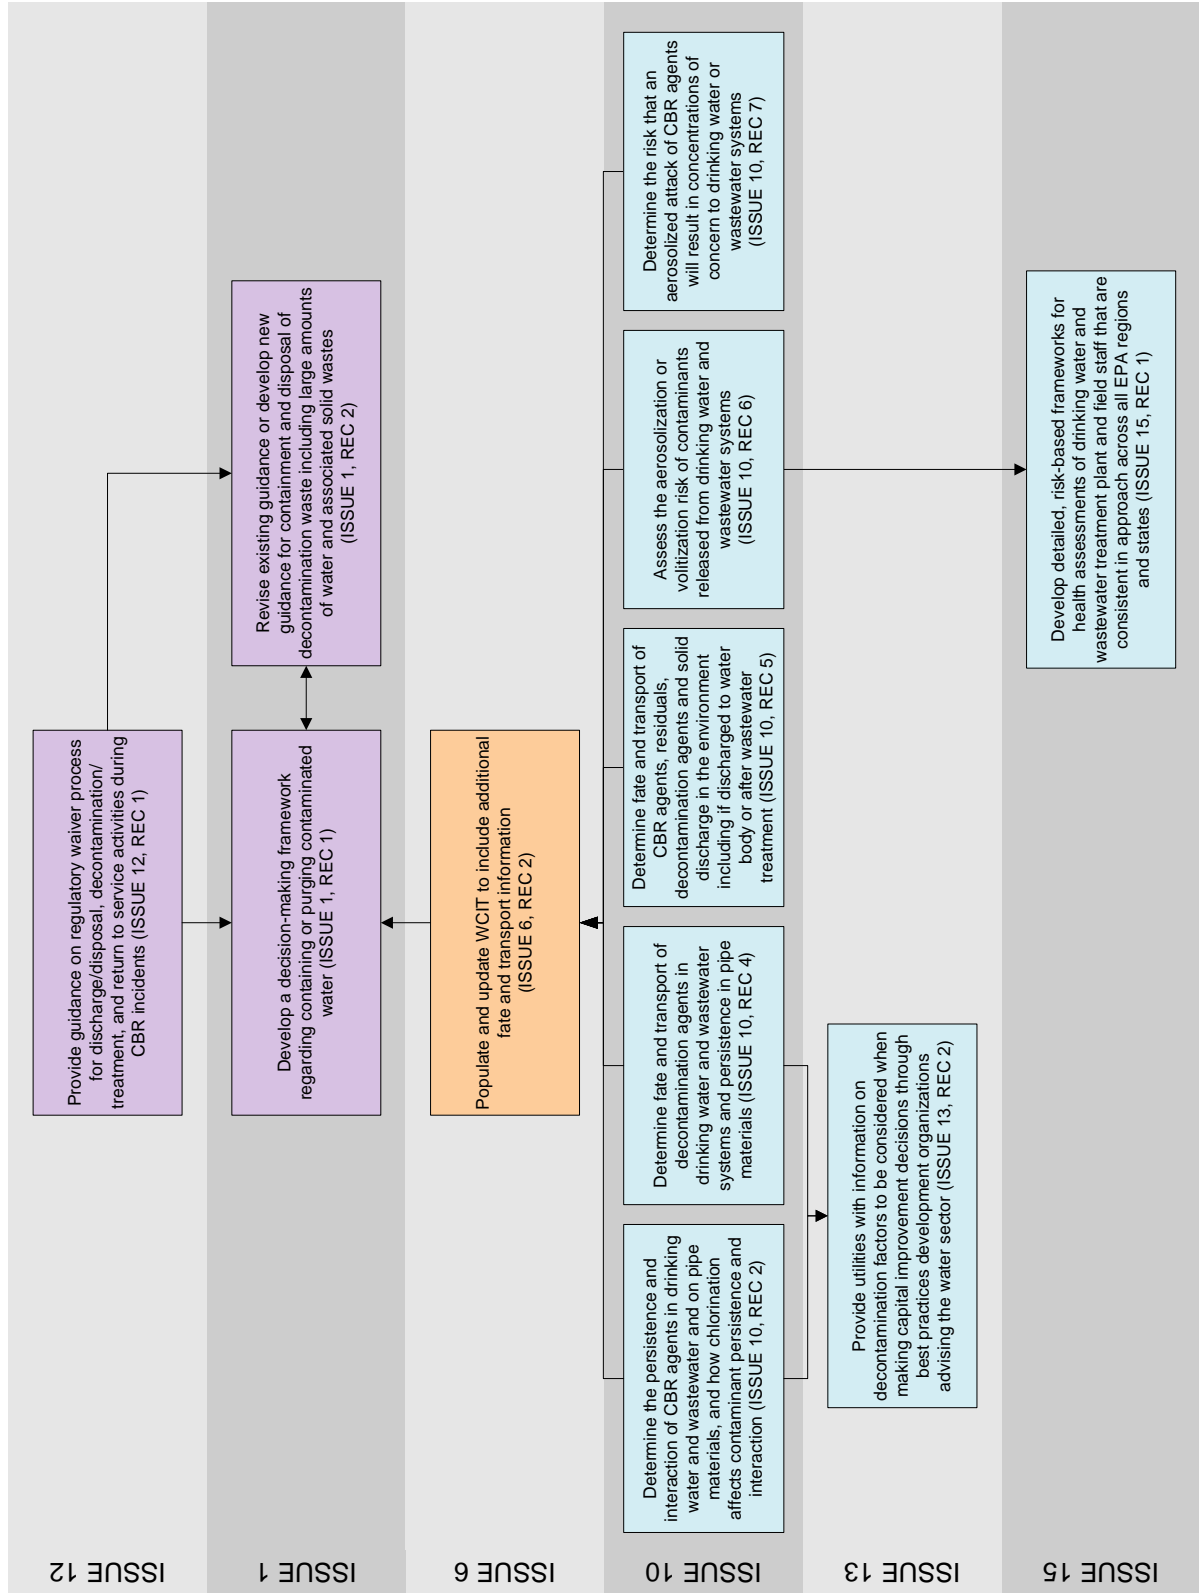 ISSUE 12
Provide guidance on regulatory waiver process
for discharge/disposal, decontamination/
treatment, and return to service activities during
CBR incidents (ISSUE 12, REC 1)
ISSUE 1
Develop a decision-making framework
regarding containing or purging contaminated
water (ISSUE 1, REC 1)
Revise existing guidance or develop new
guidance for containment and disposal of
decontamination waste including large amounts
of water and associated solid wastes
(ISSUE 1, REC 2)
ISSUE 6
Populate and update WCIT to include additional
fate and transport information
(ISSUE 6, REC 2)
ISSUE 10
Determine the persistence and
interaction of CBR agents in drinking
water and wastewater and on pipe
materials, and how chlorination
affects contaminant persistence and
interaction (ISSUE 10, REC 2)
Determine fate and transport of
decontamination agents in
drinking water and wastewater
systems and persistence in pipe
materials (ISSUE 10, REC 4)
Determine fate and transport of
CBR agents, residuals,
decontamination agents and solid
discharge in the environment
including if discharged to water
body or after wastewater
treatment (ISSUE 10, REC 5)
Assess the aerosolization or
volitization risk of contaminants
released from drinking water and
wastewater systems
(ISSUE 10, REC 6)
Determine the risk that an
aerosolized attack of CBR agents
will result in concentrations of
concern to drinking water or
wastewater systems
(ISSUE 10, REC 7)
ISSUE 13
Provide utilities with information on
decontamination factors to be considered when
making capital improvement decisions through
best practices development organizations
advising the water sector (ISSUE 13, REC 2)
ISSUE 15
Develop detailed, risk-based frameworks for
health assessments of drinking water and
wastewater treatment plant and field staff that are
consistent in approach across all EPA regions
and states (ISSUE 15, REC 1)